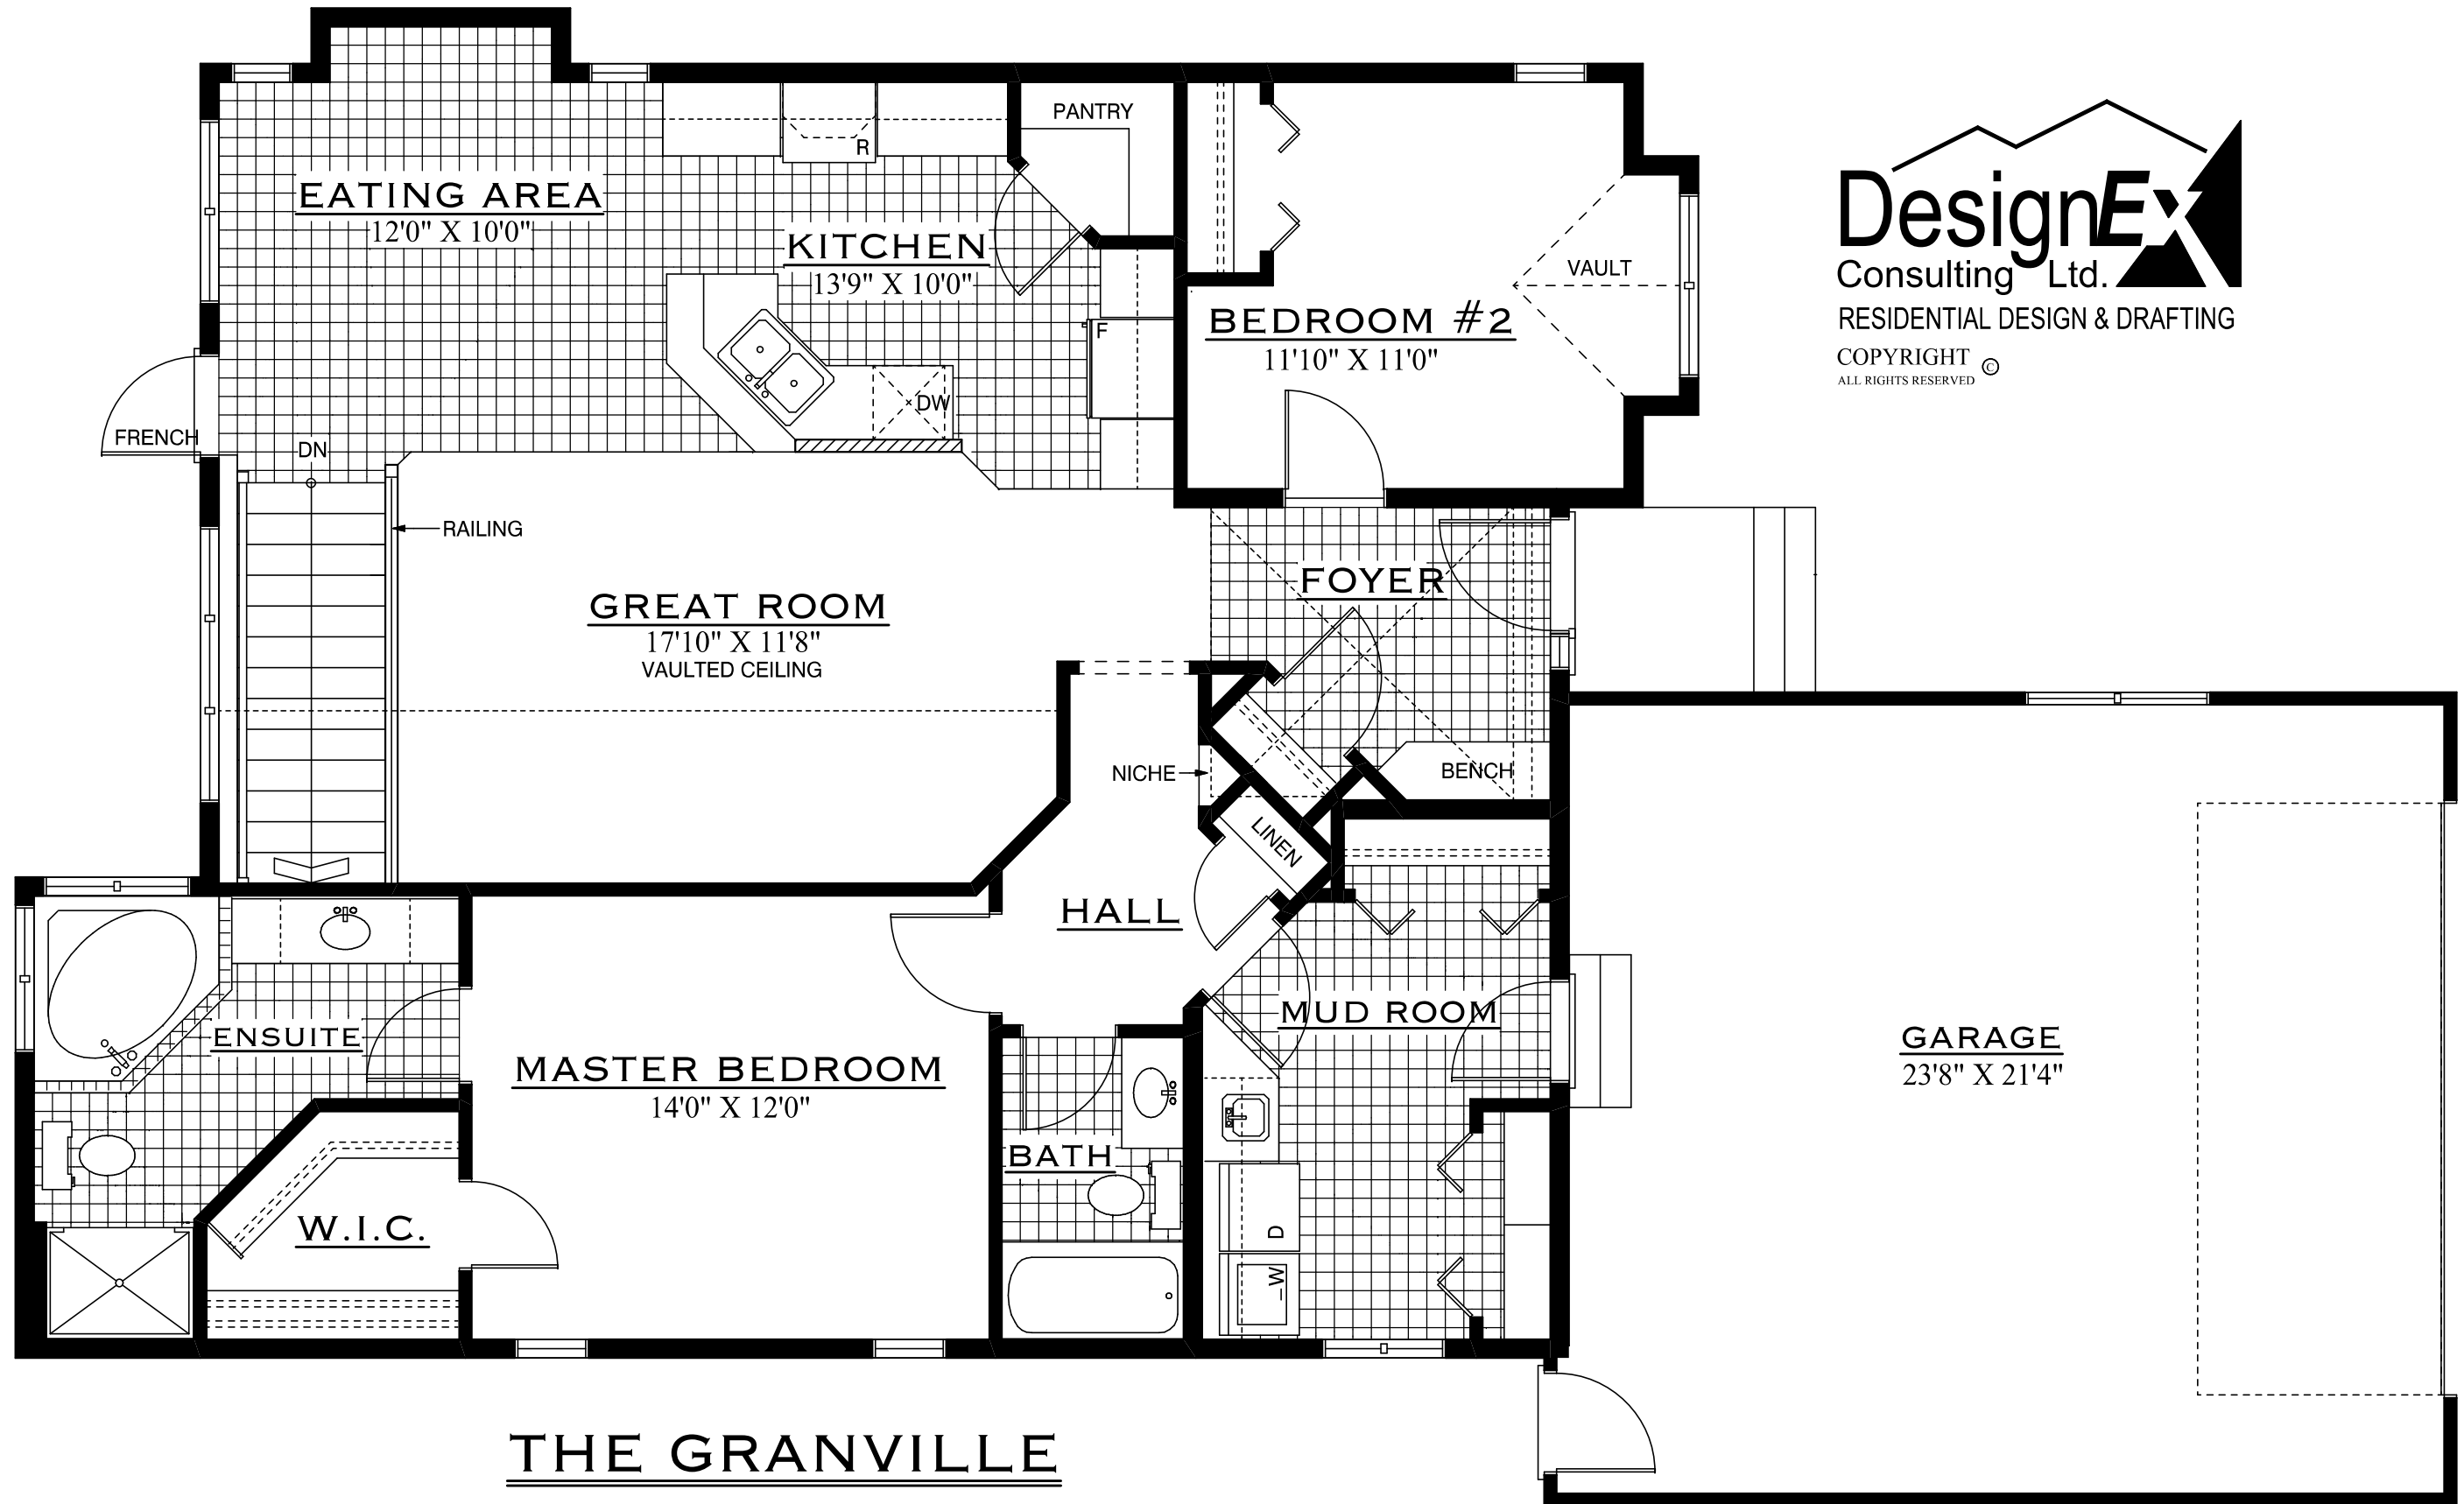 PANTRY
R
EATING AREA
12'0" X 10'0"
KITCHEN
13'9" X 10'0"
DesignEx
Consulting Ltd.
RESIDENTIAL DESIGN & DRAFTING
COPYRIGHT ©
ALL RIGHTS RESERVED
VAULT
BEDROOM #2
11'10" X 11'0"
F
DW
FRENCH
DN
RAILING
FOYER
GREAT ROOM
17'10" X 11'8"
VAULTED CEILING
NICHE
BENCH
LINEN
HALL
MUD ROOM
ENSUITE
GARAGE
23'8" X 21'4"
MASTER BEDROOM
14'0" X 12'0"
BATH
W.I.C.
D
W
THE GRANVILLE